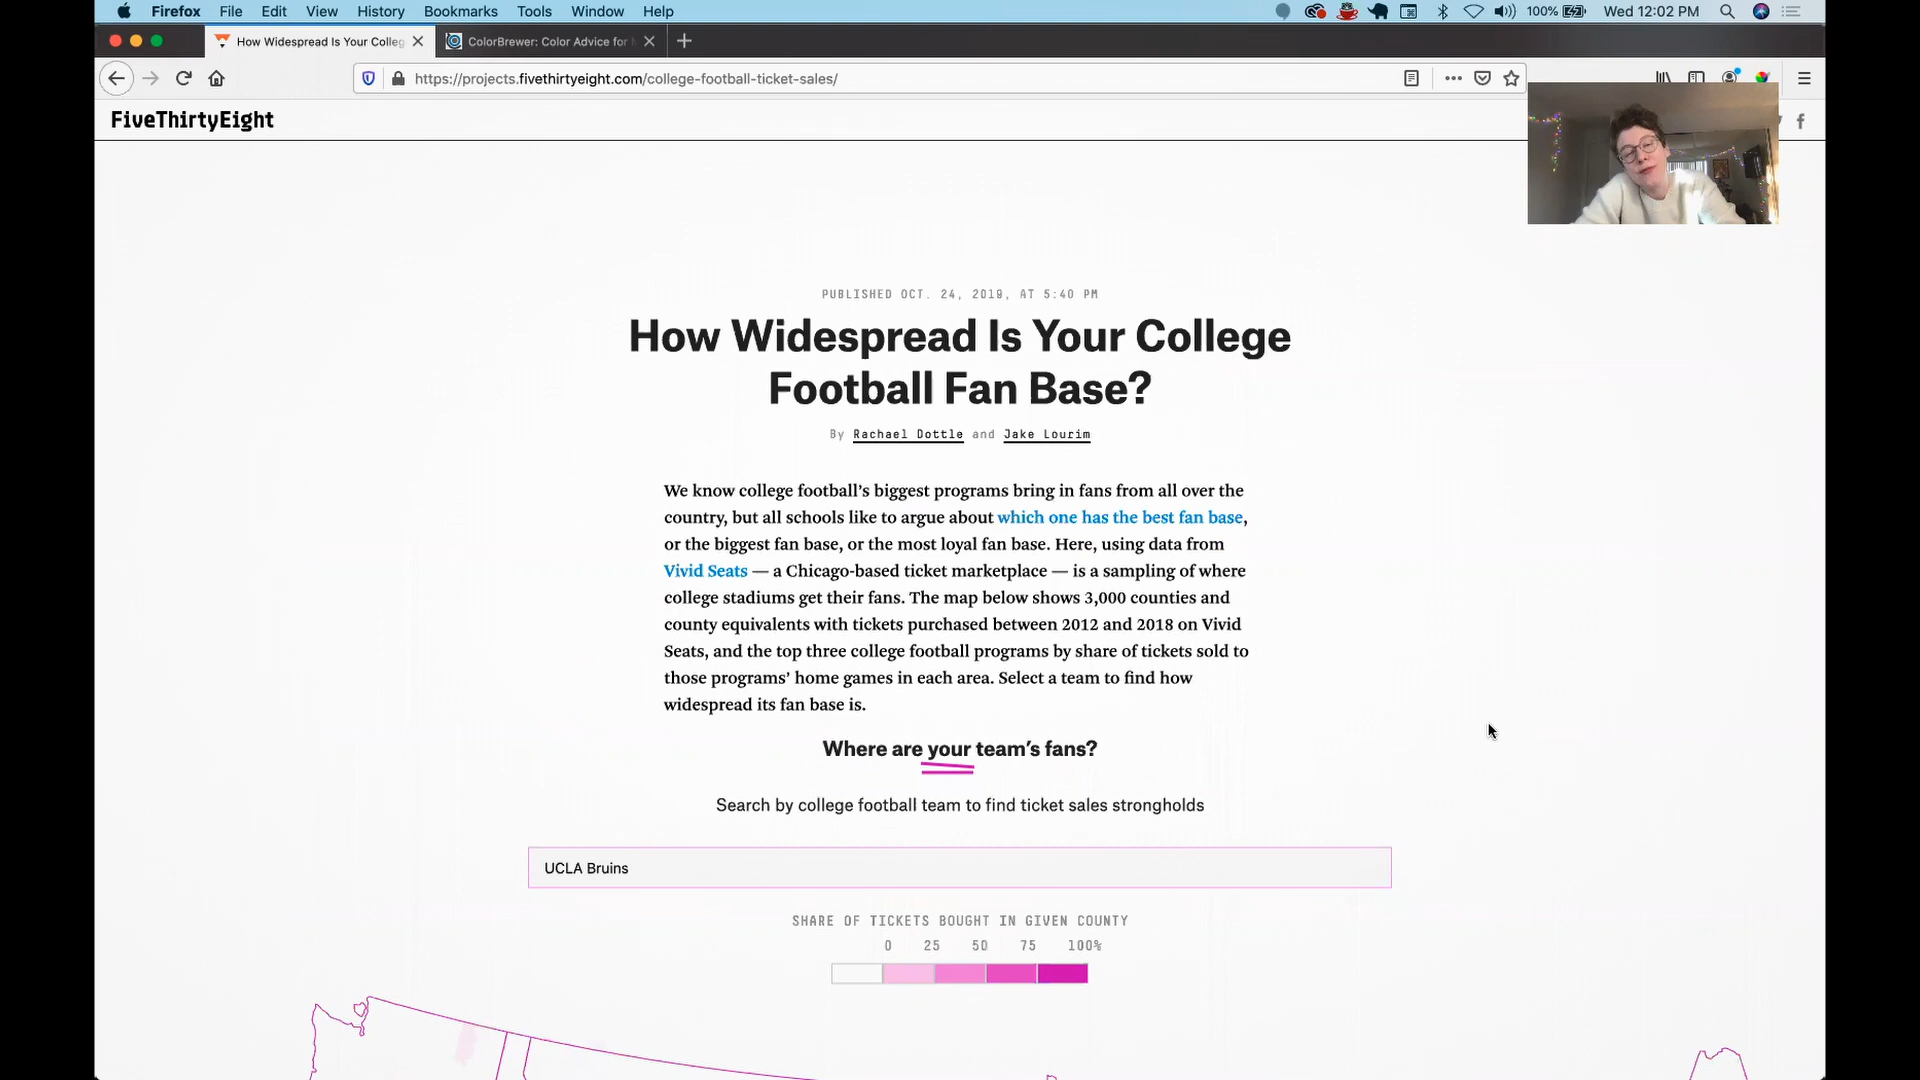 Firefox File Edit View History Bookmarks Tools Window Help 100% Wed 12:02 PM
How Widespread Is Your Colleg
ColorBrewer: Color Advice for
https://projects.fivethirtyeight.com/college-football-ticket-sales/
FiveThirtyEight
PUBLISHED OCT. 24, 2019, AT 5:40 PM
How Widespread Is Your College
Football Fan Base?
By Rachael Dottle and Jake Lourim
We know college football’s biggest programs bring in fans from all over the
country, but all schools like to argue about which one has the best fan base,
or the biggest fan base, or the most loyal fan base. Here, using data from
Vivid Seats — a Chicago-based ticket marketplace — is a sampling of where
college stadiums get their fans. The map below shows 3,000 counties and
county equivalents with tickets purchased between 2012 and 2018 on Vivid
Seats, and the top three college football programs by share of tickets sold to
those programs’ home games in each area. Select a team to find how
widespread its fan base is.
Where are your team’s fans?
Search by college football team to find ticket sales strongholds
UCLA Bruins
SHARE OF TICKETS BOUGHT IN GIVEN COUNTY
0 25 50 75 100%